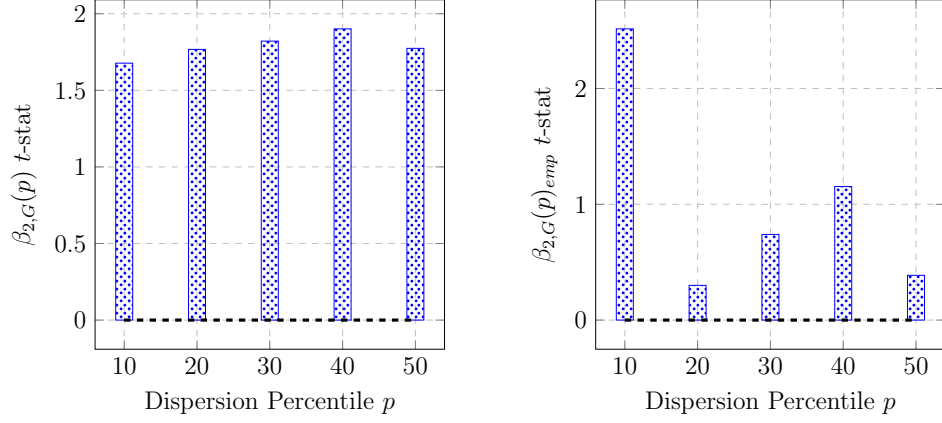 2
1.5
1
0.5
0
10 20 30 40 50
Dispersion Percentile p
β2,G(p) t-stat
2
1
0
10 20 30 40 50
Dispersion Percentile p
β2,G(p)emp t-stat